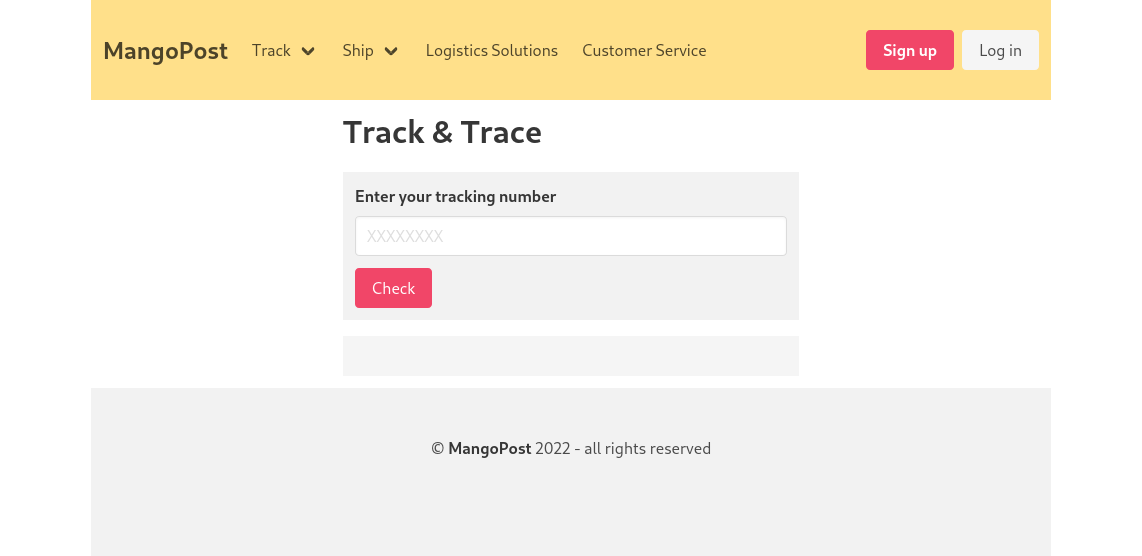 MangoPost Track Ship Logistics Solutions Customer Service Sign up Log in
Track & Trace
Enter your tracking number
XXXXXXXX
Check
© MangoPost 2022 - all rights reserved